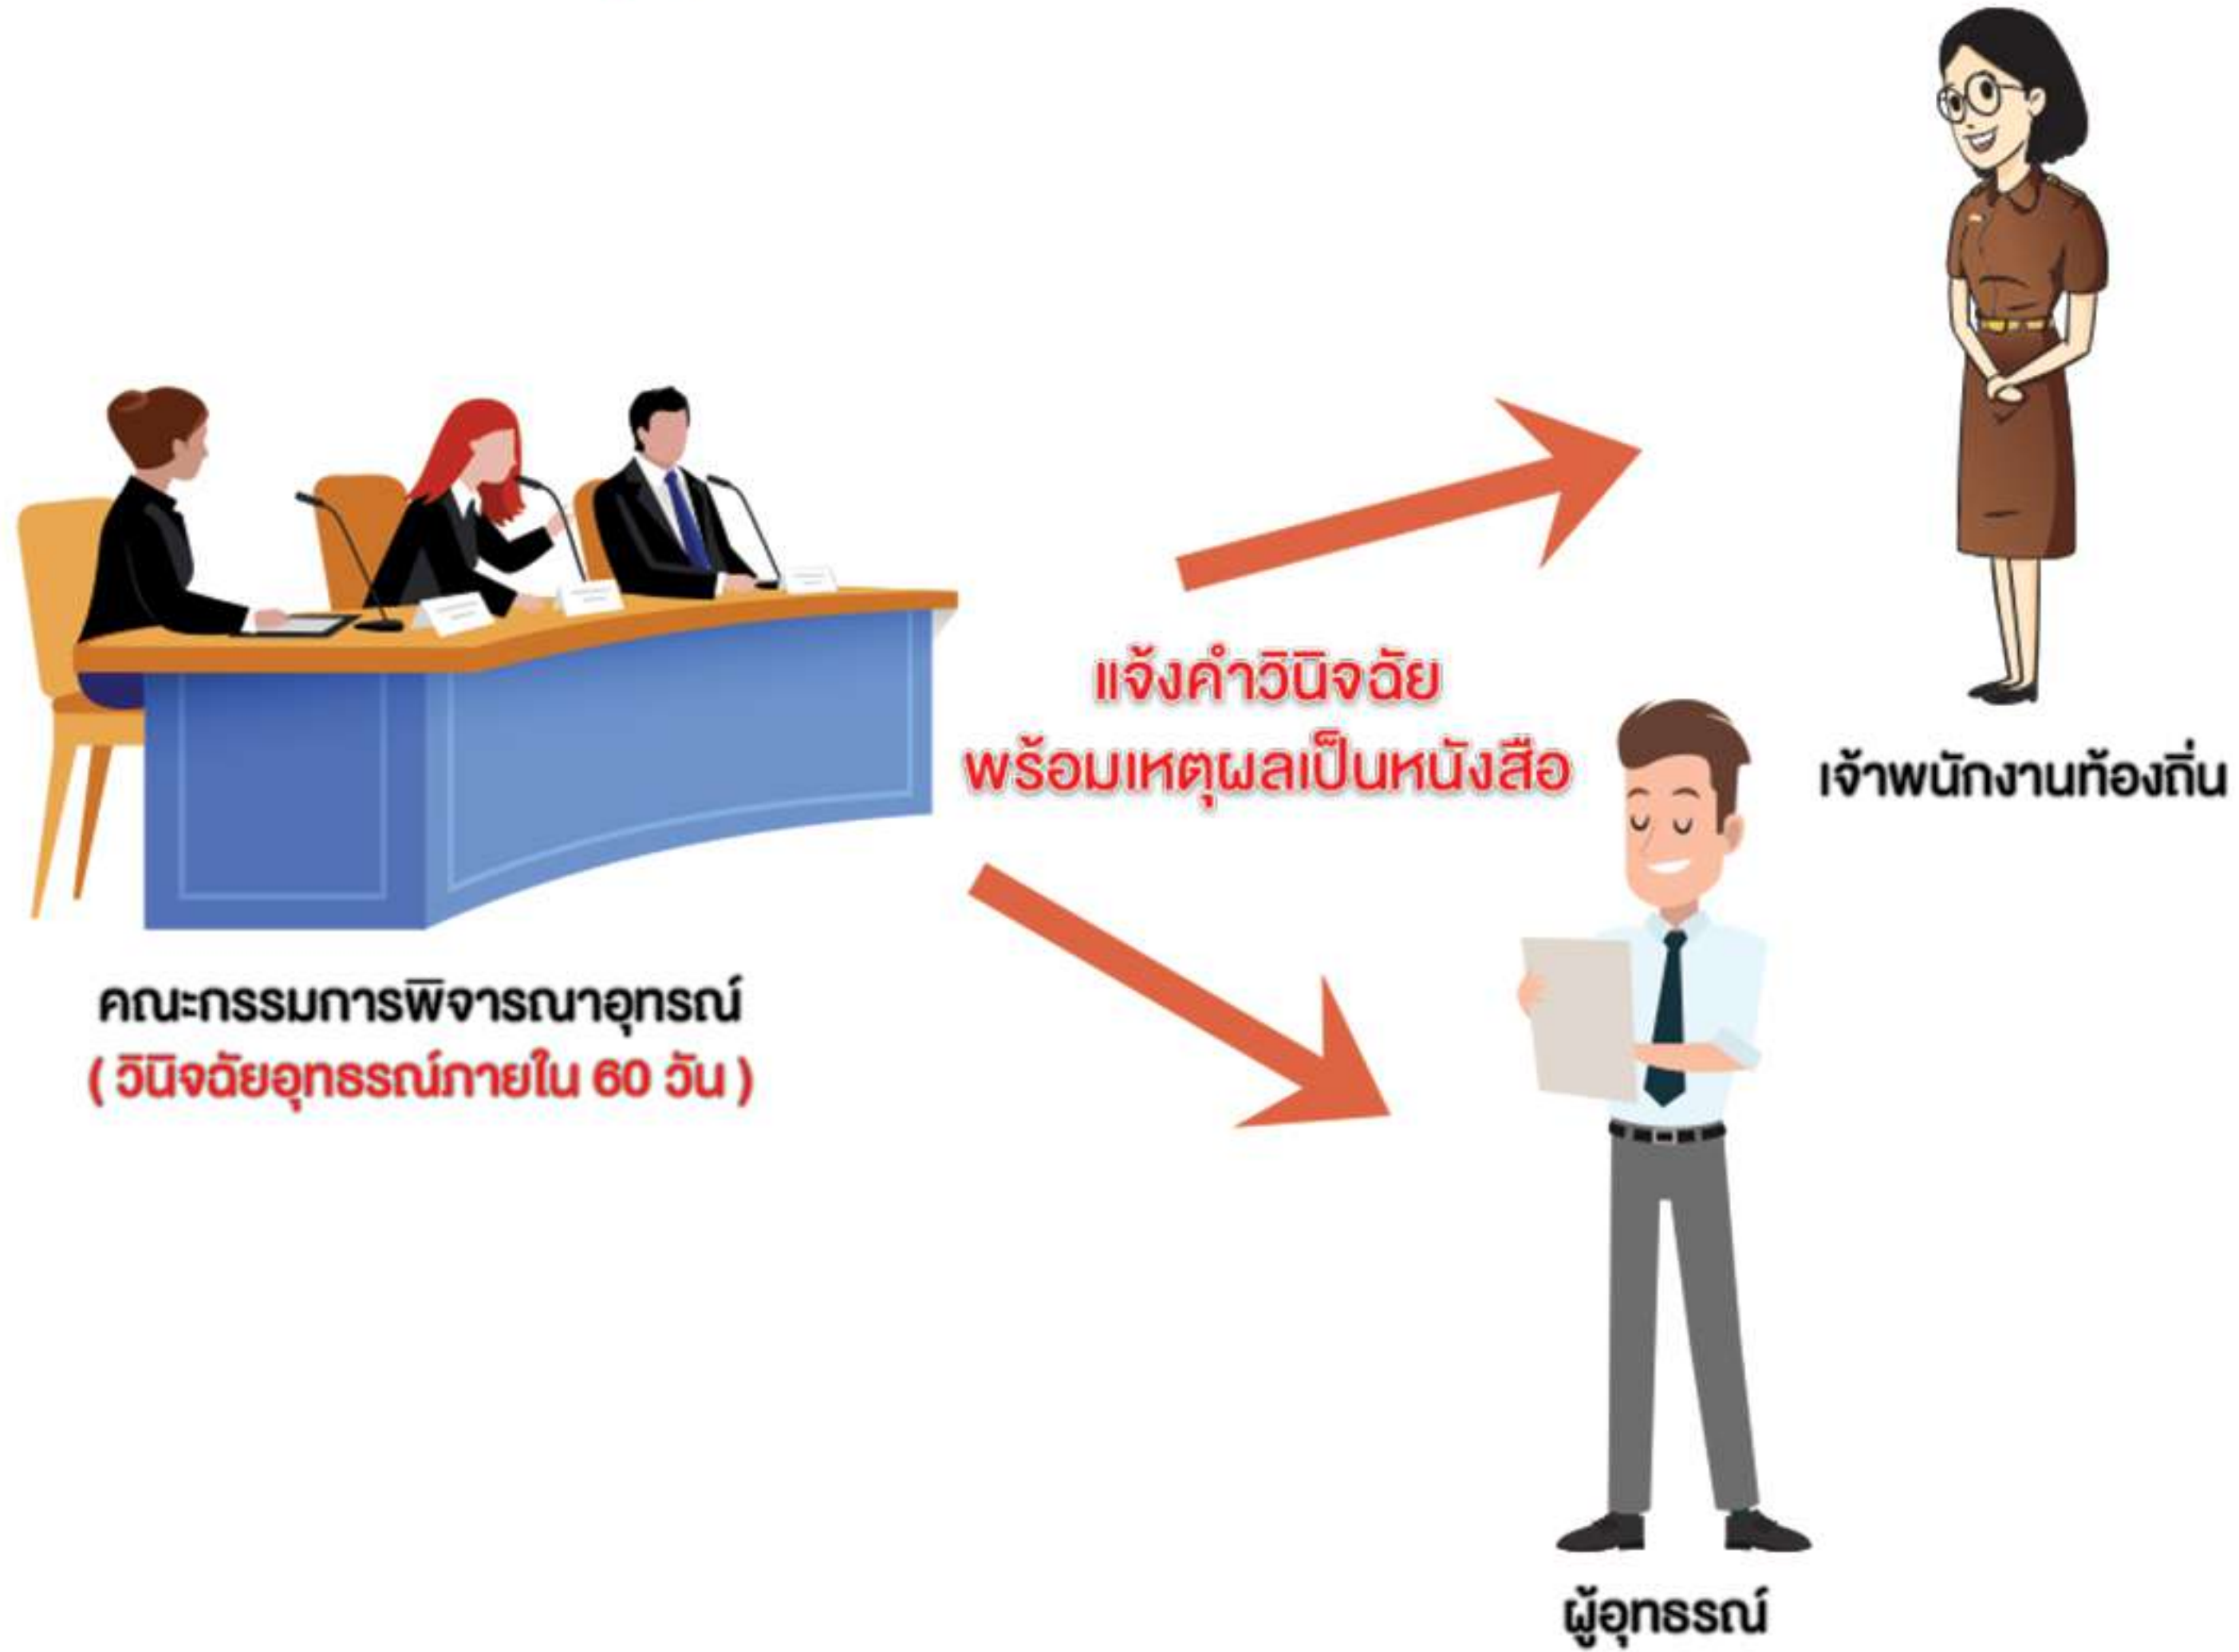 แจ้งคำวินิจฉัย
พร้อมเหตุผลเป็นหนังสือ
เจ้าพนักงานท้องถิ่น
คณะกรรมการพิจารณาอุทรณ์
( วินิจฉัยอุทธรณ์ภายใน 60 วัน )
ผู้อุทธรณ์